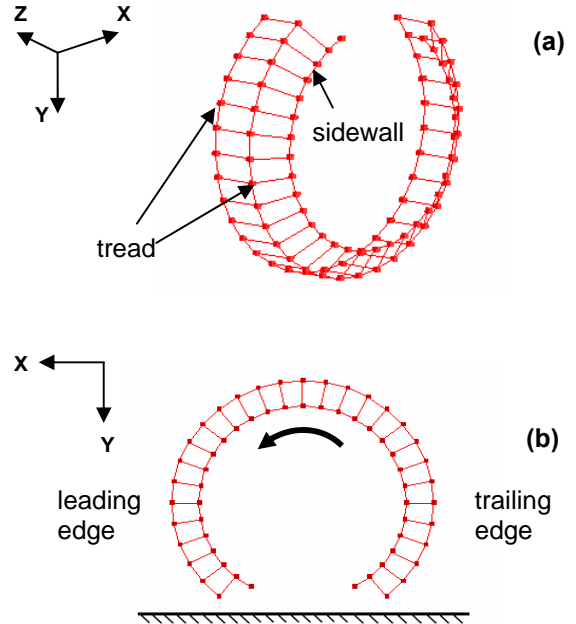 Z
X
(a)
Y
sidewall
tread
X
Y
(b)
leading
edge
trailing
edge